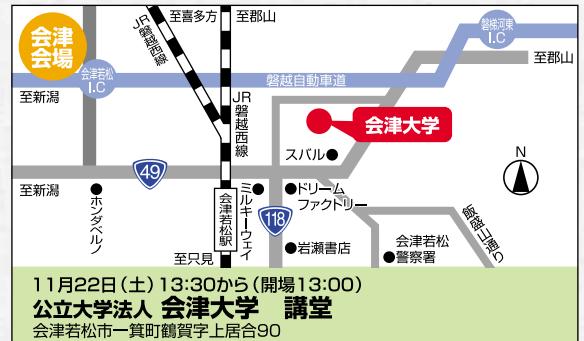 会津
会場
至喜多方
至郡山
磐梯河東
I.C
JR磐越西線
会津若松
I.C
磐越自動車道
至郡山
至新潟
JR磐越西線
会津大学
スバル
49
N
至新潟
ホンダベルノ
会津若松駅
ミルキーウェイ
ドリーム
ファクトリー
118
飯盛山通り
岩瀬書店
会津若松
警察署
至只見
11月22日(土)13:30から(開場13:00)
公立大学法人 会津大学 講堂
会津若松市一箕町鶴賀字上居合90